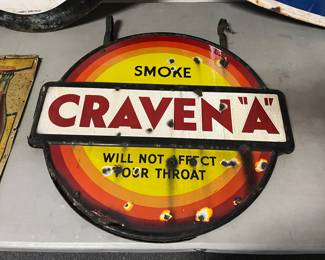 SMOKE
CRAVEN "A"
WILL NOT AFFECT
YOUR THROAT